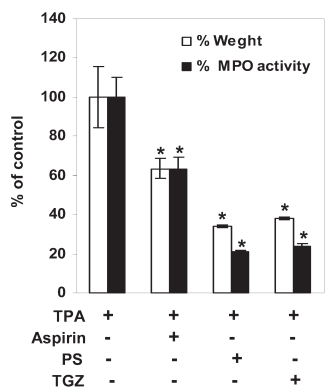 140
120
100
80
60
40
20
0
% of control
% Weght
% MPO activity
* *
* *
* *
TPA + + + +
Aspirin - + - -
PS - - + -
TGZ - - - +